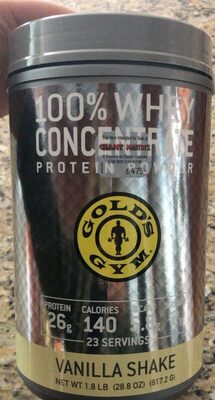 100% WHEY
PROTEIN POWDER
GOLD'S
GYM
PROTEIN CALORIES
26g 140
23 SERVINGS
VANILLA SHAKE
NET WT 1.8 LB (28.8 OZ) (817.2 G)